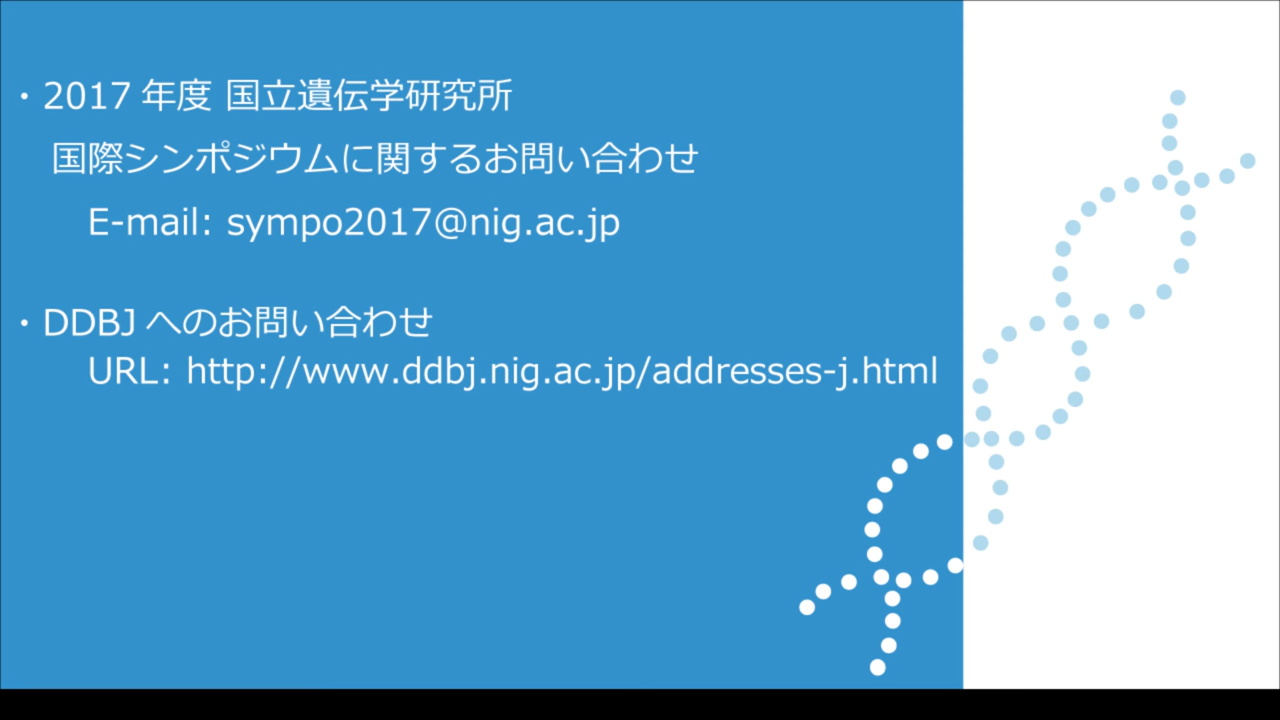 ・2017 年度 国立遺伝学研究所
国際シンポジウムに関するお問い合わせ
E-mail: sympo2017@nig.ac.jp
・DDBJ へのお問い合わせ
URL: http://www.ddbj.nig.ac.jp/addresses-j.html